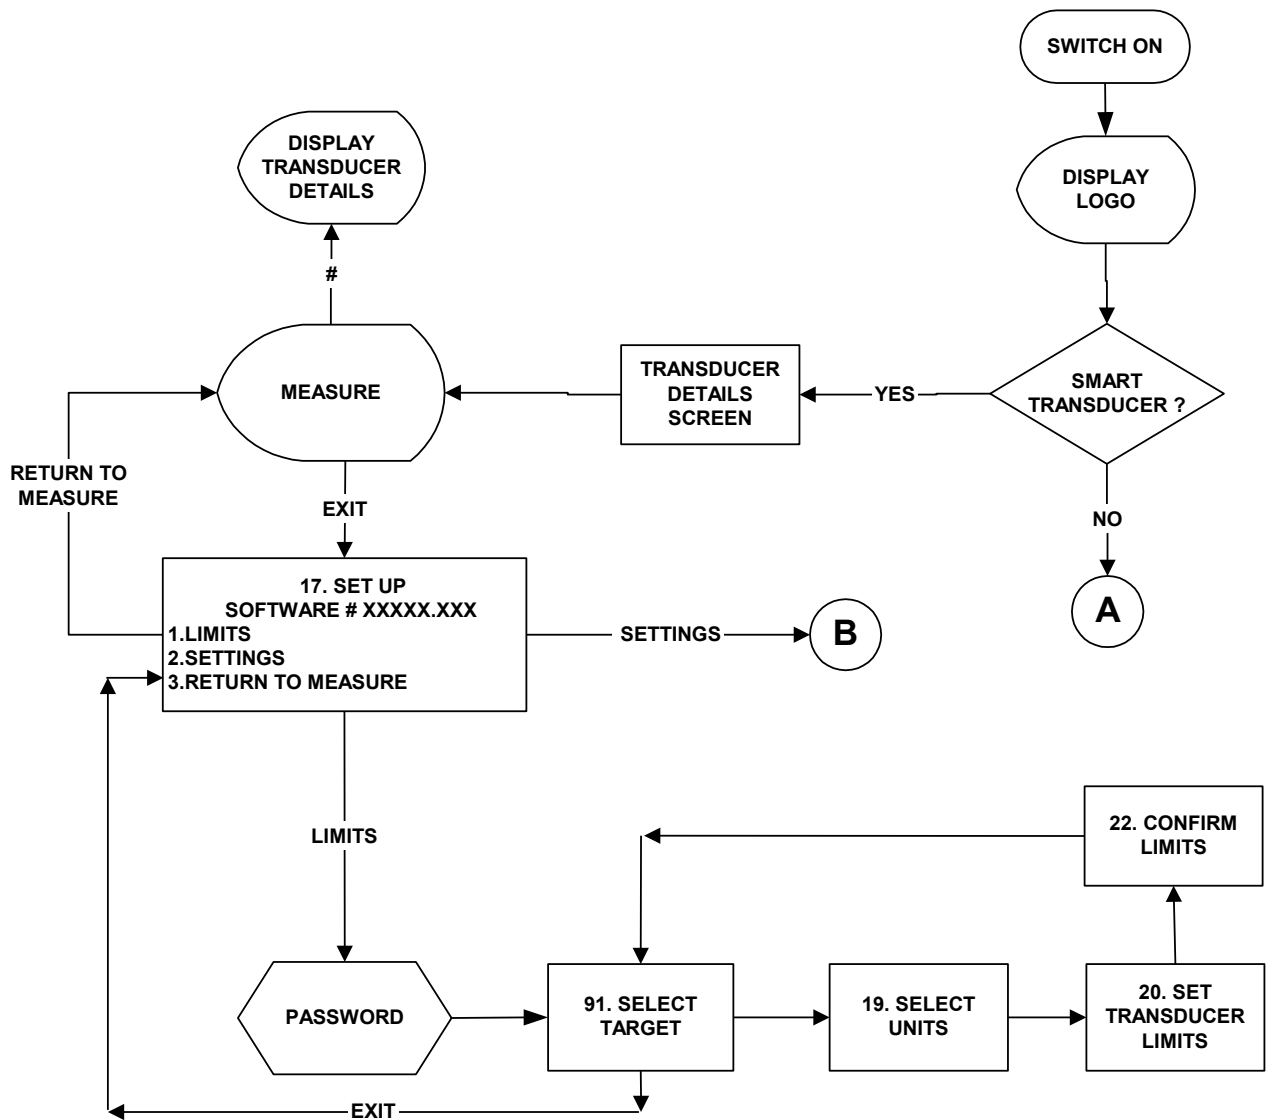 SWITCH ON
DISPLAY
TRANSDUCER
DETAILS
DISPLAY
LOGO
#
MEASURE
TRANSDUCER
DETAILS
SCREEN
YES
SMART
TRANSDUCER ?
RETURN TO
MEASURE
EXIT
NO
17. SET UP
SOFTWARE # XXXXX.XXX
1.LIMITS
2.SETTINGS
3.RETURN TO MEASURE
SETTINGS
B
A
LIMITS
22. CONFIRM
LIMITS
PASSWORD
91. SELECT
TARGET
19. SELECT
UNITS
20. SET
TRANSDUCER
LIMITS
EXIT